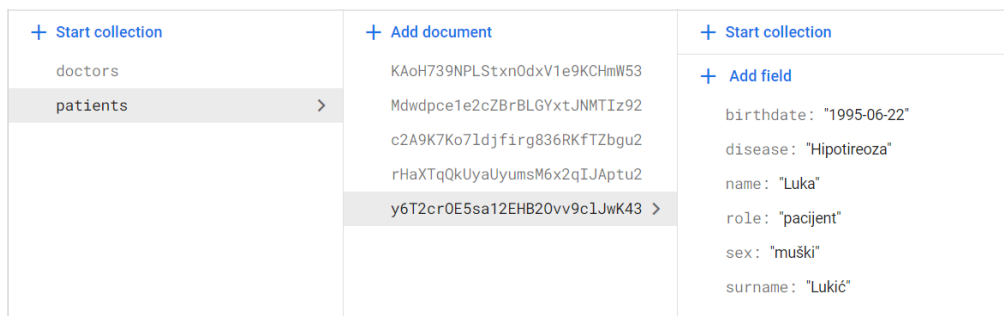 + Start collection
doctors
patients
+ Add document
KAoH739NPLStxnOdxV1e9KCHmW53
Mdwdpce1e2cZBrBLGYxtJNMTIz92
c2A9K7Ko7ldjfirg836RKfTZbgu2
rHaXTqQkUyaUyumsM6x2qIJAptu2
y6T2crOE5sa12EHB2Ovv9clJwK43
+ Start collection
+ Add field
birthdate: "1995-06-22"
disease: "Hipotireoza"
name: "Luka"
role: "pacijent"
sex: "muški"
surname: "Lukić"